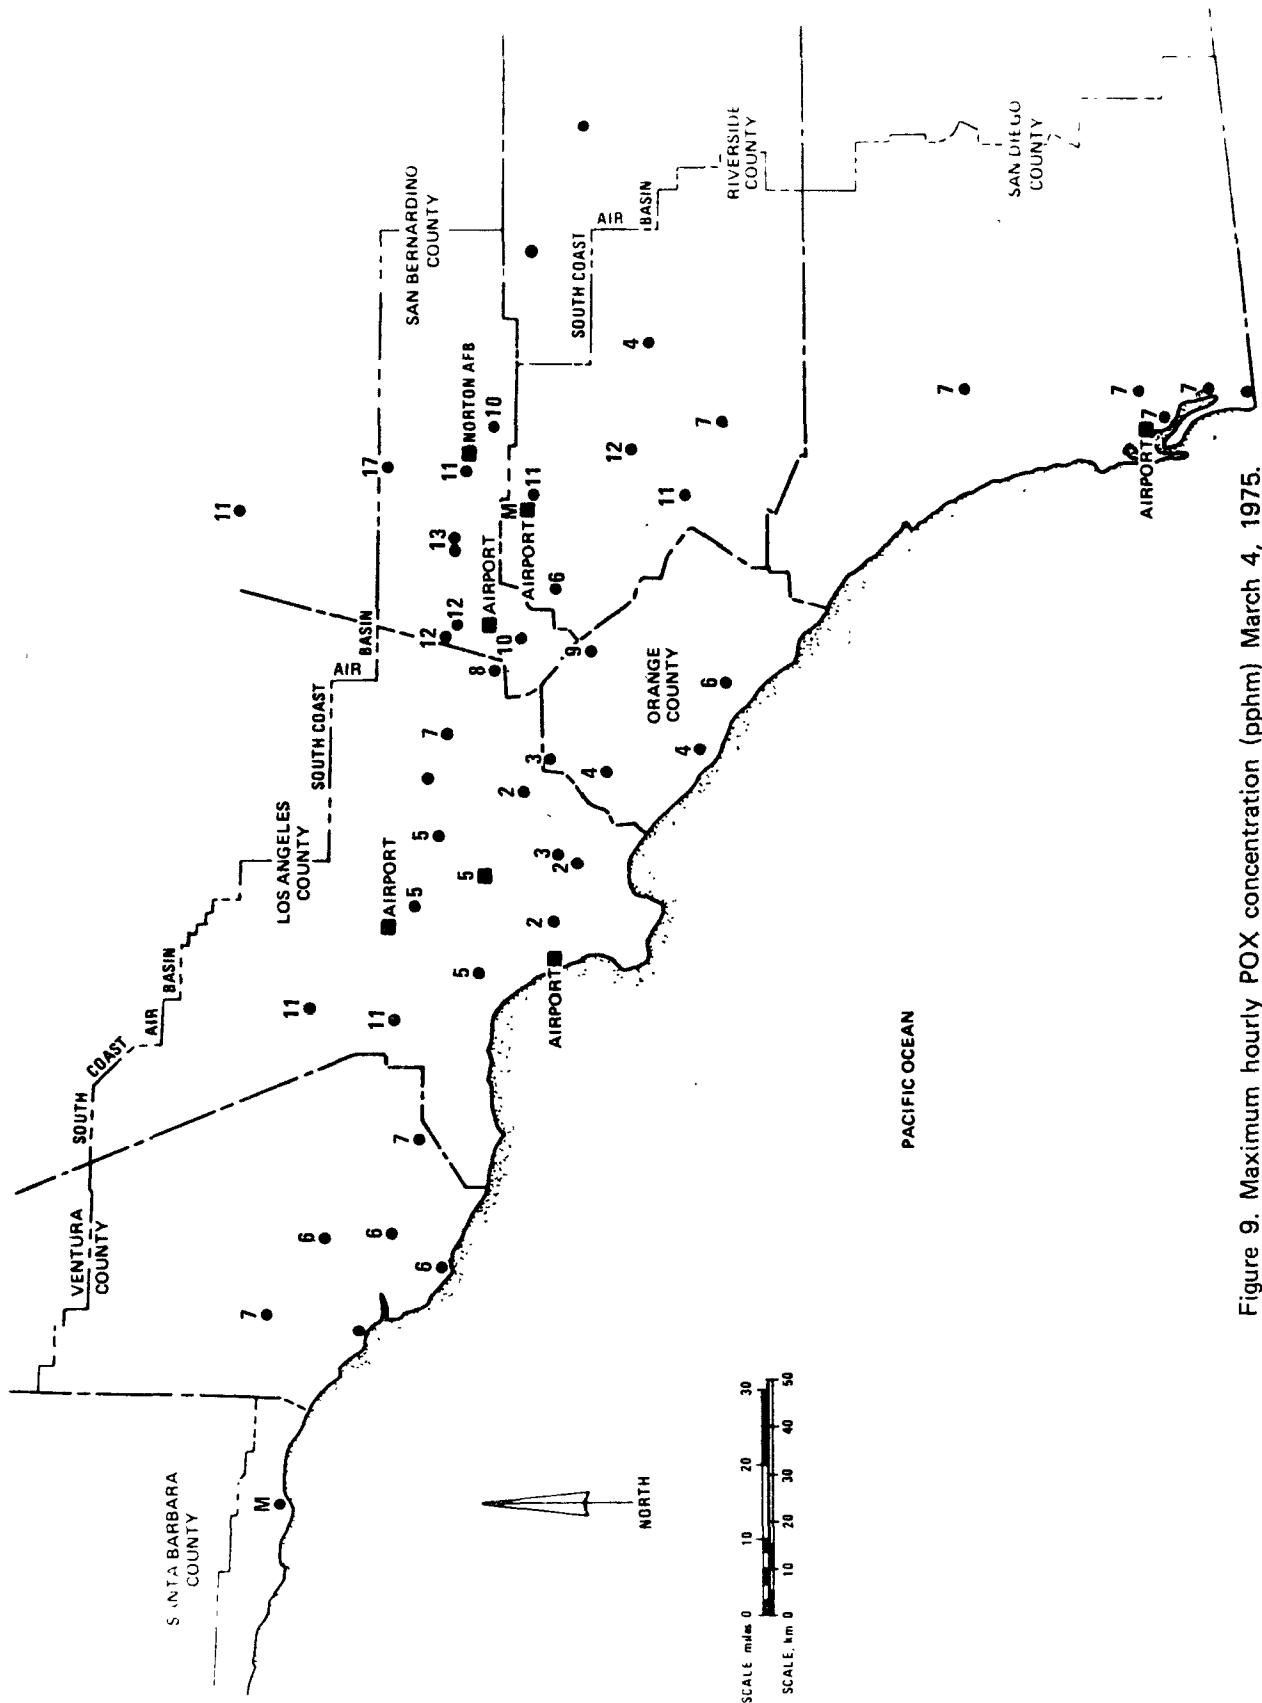 S NTA BARBARA
COUNTY
M
VENTURA
COUNTY
SOUTH
COAST
AIR
BASIN
7
6
6
6
7
11
11
LOS ANGELES
COUNTY
SOUTH COAST
AIR
BASIN
AIRPORT
5
5
5
5
7
2
2
3
2
AIRPORT
3
4
4
6
ORANGE
COUNTY
9
8
10
12
12
AIRPORT
13
11
17
11
NORTON AFB
10
M
11
AIRPORT
6
SAN BERNARDINO
COUNTY
SOUTH COAST
AIR
BASIN
4
12
11
7
RIVERSIDE
COUNTY
SAN DIEGO
COUNTY
7
7
7
7
AIRPORT
PACIFIC OCEAN
NORTH
SCALE miles 0 10 20 30
SCALE, km 0 10 20 30 40 50
Figure 9. Maximum hourly POX concentration (pphm) March 4, 1975.